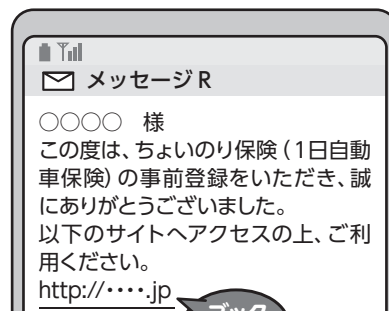 メッセージR
○○○○　様
この度は、ちょいのり保険（1日自動
車保険）の事前登録をいただき、誠
にありがとうございました。
以下のサイトへアクセスの上、ご利
用ください。
http://・・・・.jp